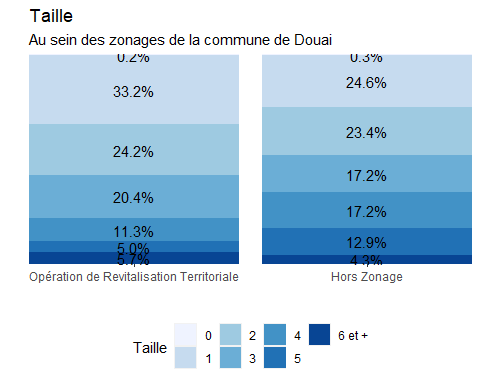 Taille
Au sein des zonages de la commune de Douai
0.2% 0.3%
33.2% 24.6%
24.2% 23.4%
20.4% 17.2%
11.3% 17.2%
5.0% 12.9%
5.7% 4.3%
Opération de Revitalisation Territoriale Hors Zonage
Taille 0 2 4 6 et +
1 3 5